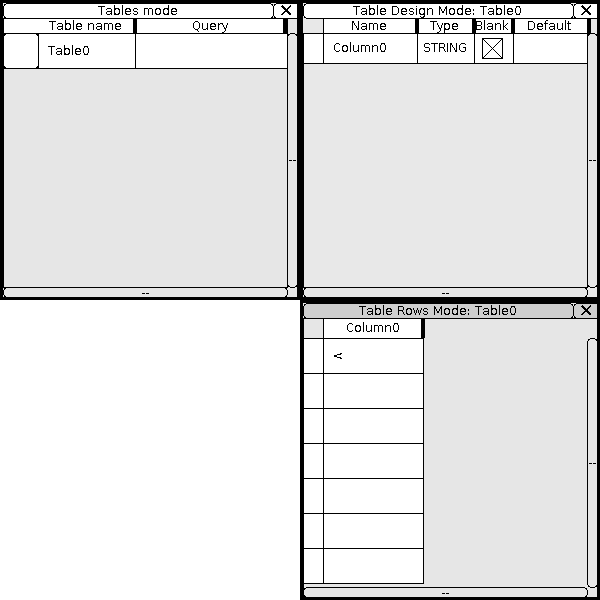 Tables mode
Table name Query
Table0
Table Design Mode: Table0
Name Type Blank Default
Column0 STRING
Table Rows Mode: Table0
Column0
<